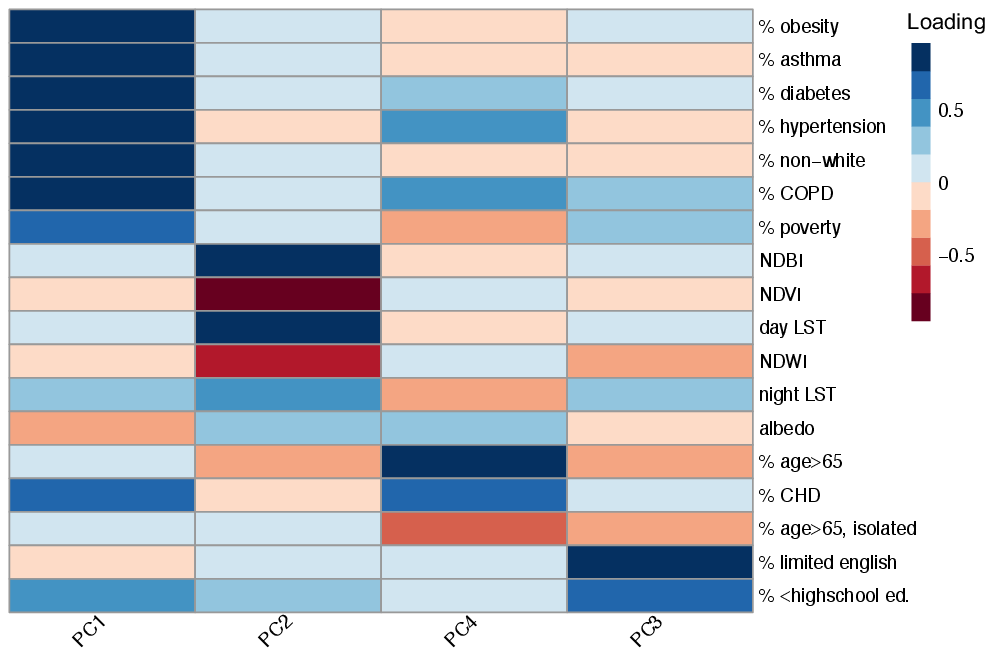 Loading
0.5
0
−0.5
% obesity
% asthma
% diabetes
% hypertension
% non−white
% COPD
% poverty
NDBI
NDVI
day LST
NDWI
night LST
albedo
% age>65
% CHD
% age>65, isolated
% limited english
% <highschool ed.
PC1 PC2 PC4 PC3